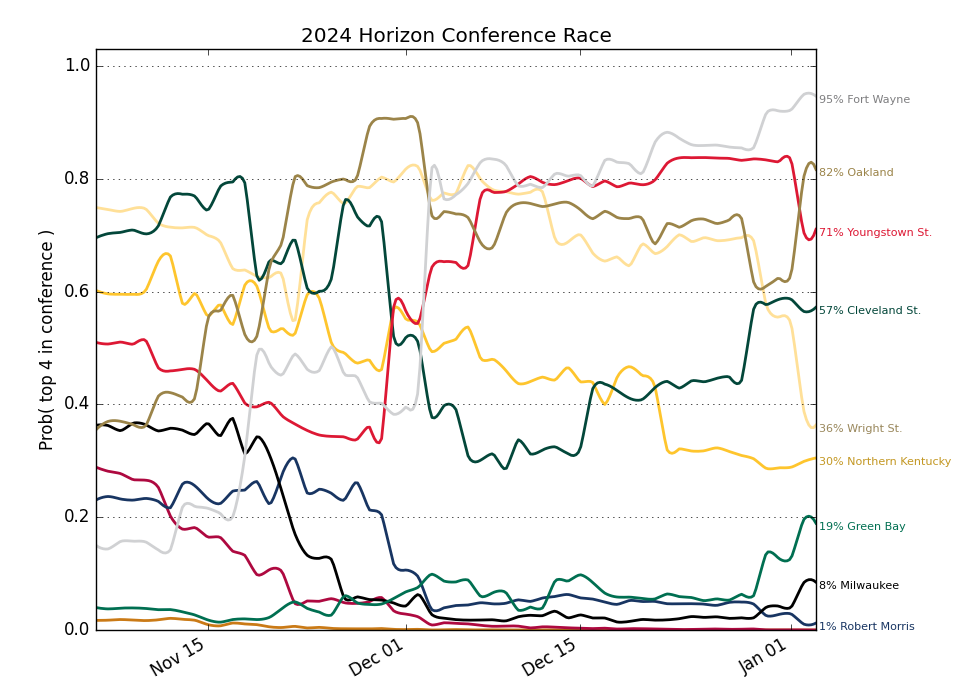 2024 Horizon Conference Race
1.0
0.8
0.6
0.4
0.2
0.0
Prob( top 4 in conference )
Nov 15
Dec 01
Dec 15
Jan 01
95% Fort Wayne
82% Oakland
71% Youngstown St.
57% Cleveland St.
36% Wright St.
30% Northern Kentucky
19% Green Bay
8% Milwaukee
1% Robert Morris